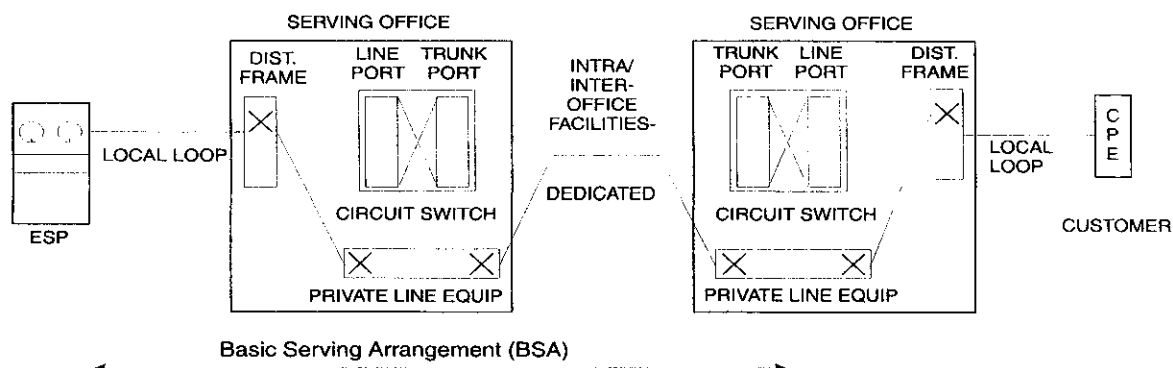 SERVING OFFICE
DIST.
FRAME
LINE
PORT
TRUNK
PORT
LOCAL LOOP
ESP
CIRCUIT SWITCH
PRIVATE LINE EQUIP
INTRA/
INTER-
OFFICE
FACILITIES-
DEDICATED
SERVING OFFICE
TRUNK
PORT
LINE
PORT
DIST.
FRAME
CIRCUIT SWITCH
PRIVATE LINE EQUIP
LOCAL
LOOP
CPE
CUSTOMER
Basic Serving Arrangement (BSA)